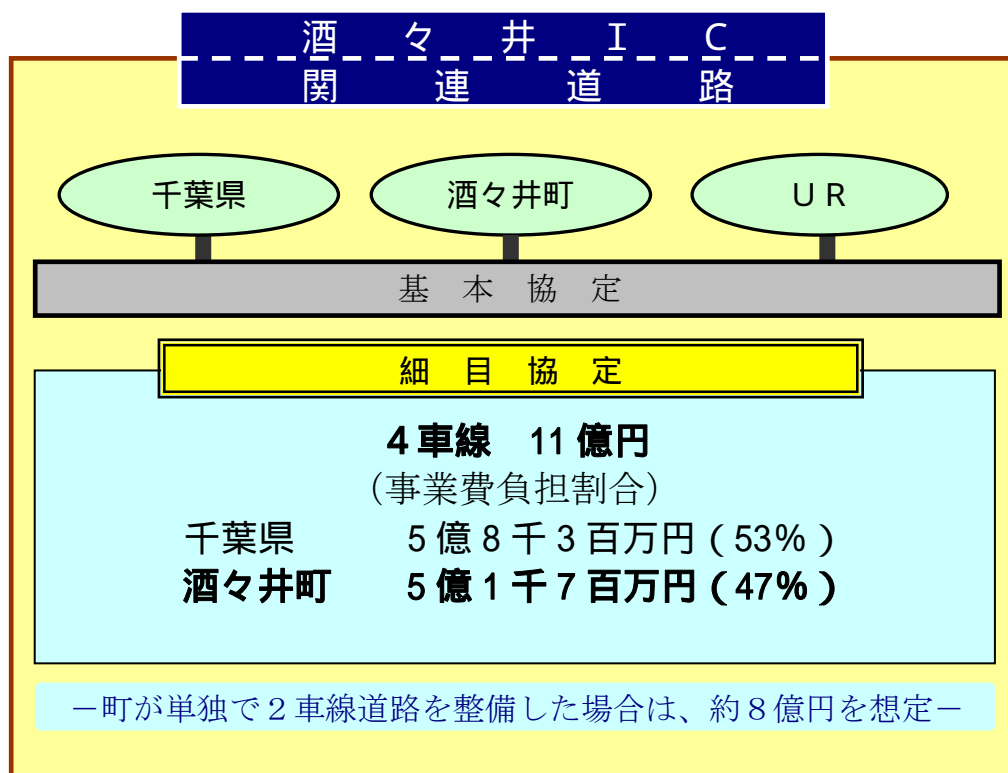 酒々井ＩＣ
関連道路
千葉県
酒々井町
ＵＲ
基本協定
細目協定
４車線　11億円
（事業費負担割合）
千葉県　5億8千3百万円（53%）
酒々井町　5億1千7百万円（47%）
－町が単独で２車線道路を整備した場合は、約８億円を想定－